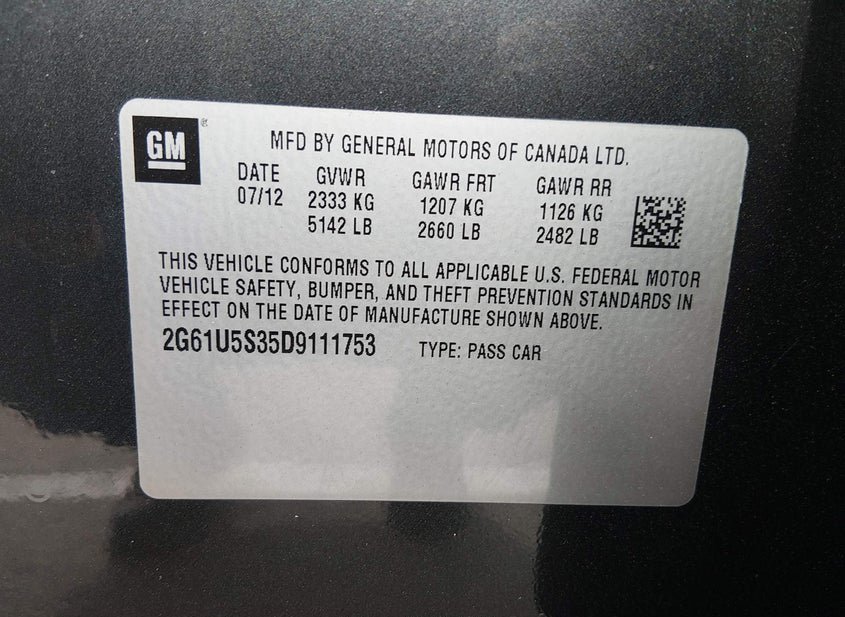 GM ®
MFD BY GENERAL MOTORS OF CANADA LTD.
DATE GVWR GAWR FRT GAWR RR
07/12 2333 KG 1207 KG 1126 KG
5142 LB 2660 LB 2482 LB
THIS VEHICLE CONFORMS TO ALL APPLICABLE U.S. FEDERAL MOTOR
VEHICLE SAFETY, BUMPER, AND THEFT PREVENTION STANDARDS IN
EFFECT ON THE DATE OF MANUFACTURE SHOWN ABOVE.
2G61U5S35D9111753 TYPE: PASS CAR